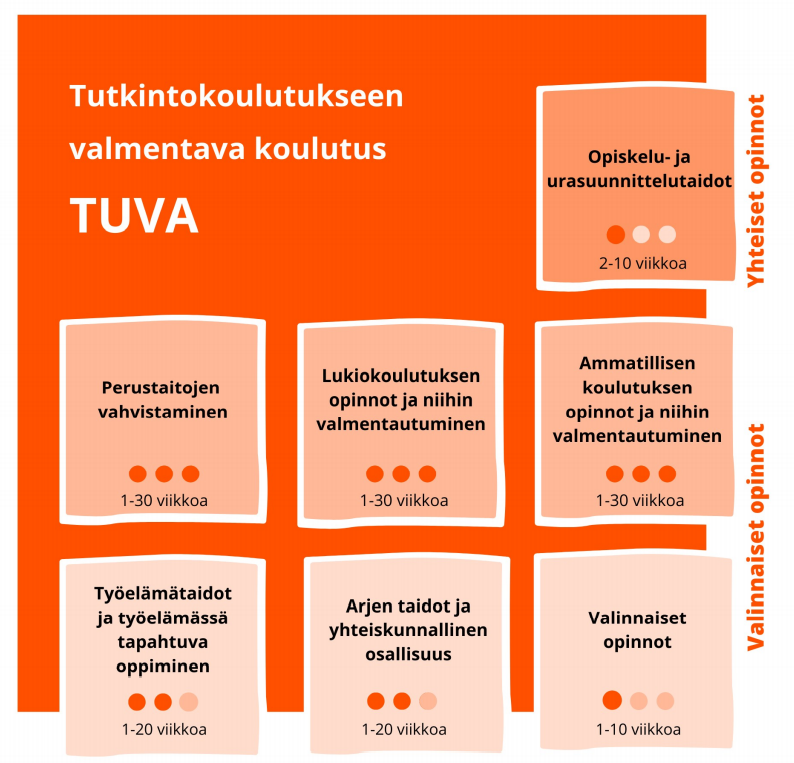 Tutkintokoulutukseen
valmentava koulutus
TUVA
Opiskelu- ja
urasuunnittelutaidot
2-10 viikkoa
Yhteiset opinnot
Perustaitojen
vahvistaminen
1-30 viikkoa
Lukiokoulutuksen
opinnot ja niihin
valmentautuminen
1-30 viikkoa
Ammatillisen
koulutuksen
opinnot ja niihin
valmentautuminen
1-30 viikkoa
Työelämätaidot
ja työelämässä
tapahtuva
oppiminen
1-20 viikkoa
Arjen taidot ja
yhteiskunnallinen
osallisuus
1-20 viikkoa
Valinnaiset
opinnot
1-10 viikkoa
Valinnaiset opinnot